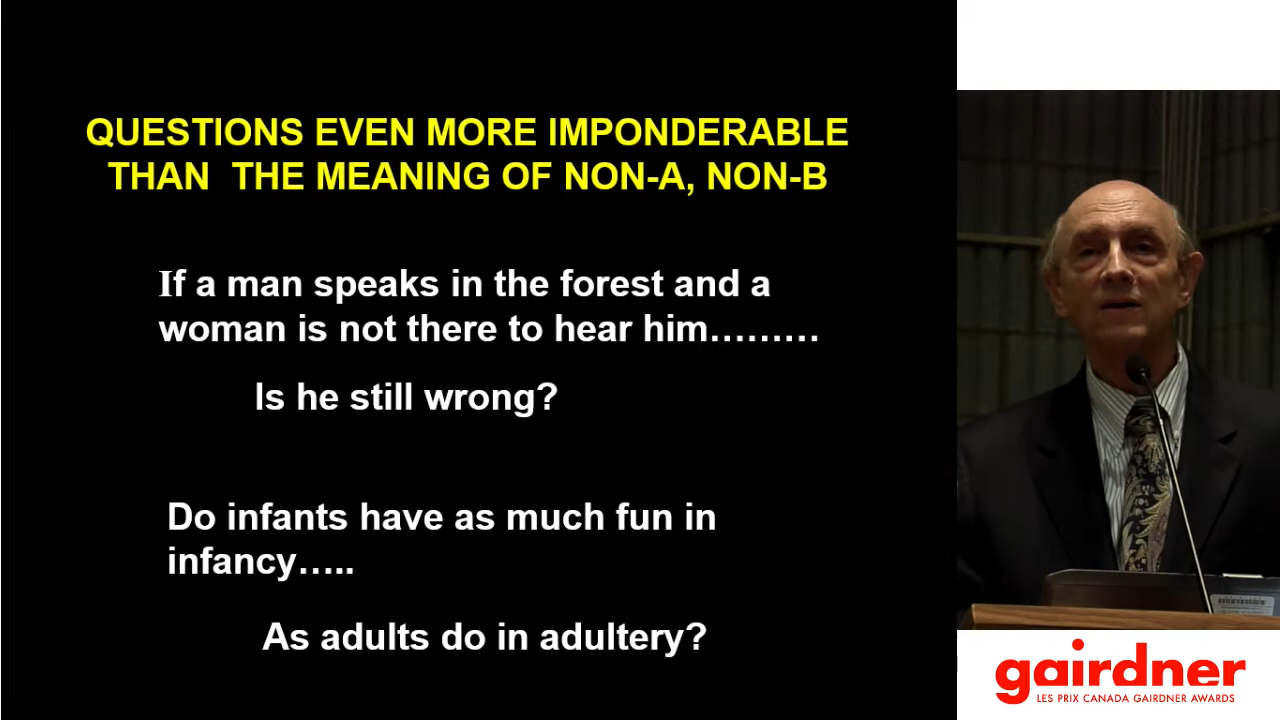 QUESTIONS EVEN MORE IMPONDERABLE
THAN THE MEANING OF NON-A, NON-B
If a man speaks in the forest and a
woman is not there to hear him………
Is he still wrong?
Do infants have as much fun in
infancy…..
As adults do in adultery?
gairdner
LES PRIX CANADA GAIRDNER AWARDS